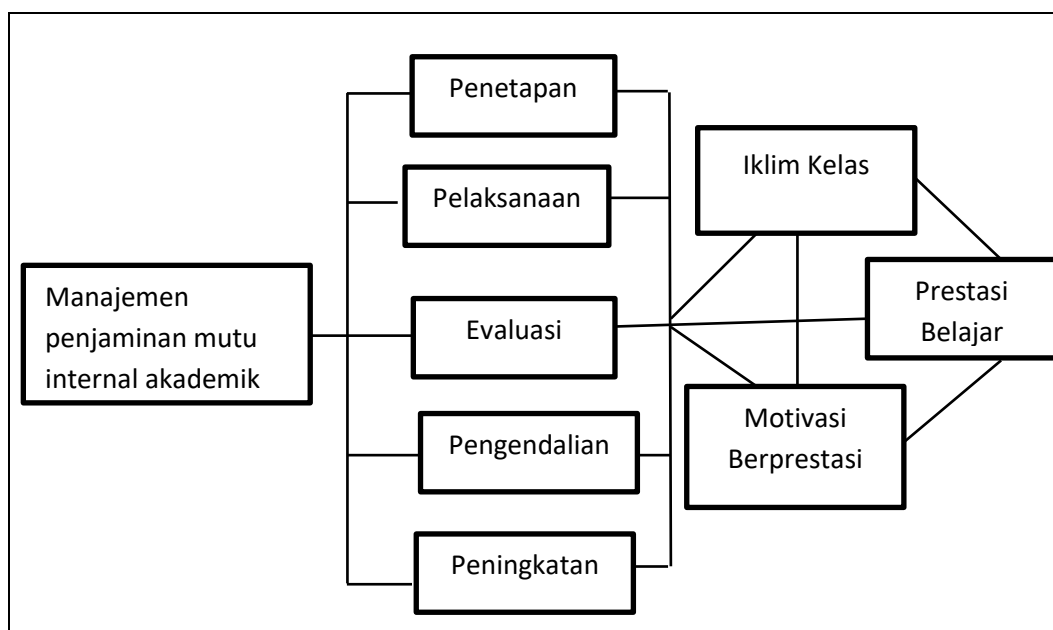 Manajemen
penjaminan mutu
internal akademik
Penetapan
Pelaksanaan
Evaluasi
Pengendalian
Peningkatan
Iklim Kelas
Motivasi
Berprestasi
Prestasi
Belajar